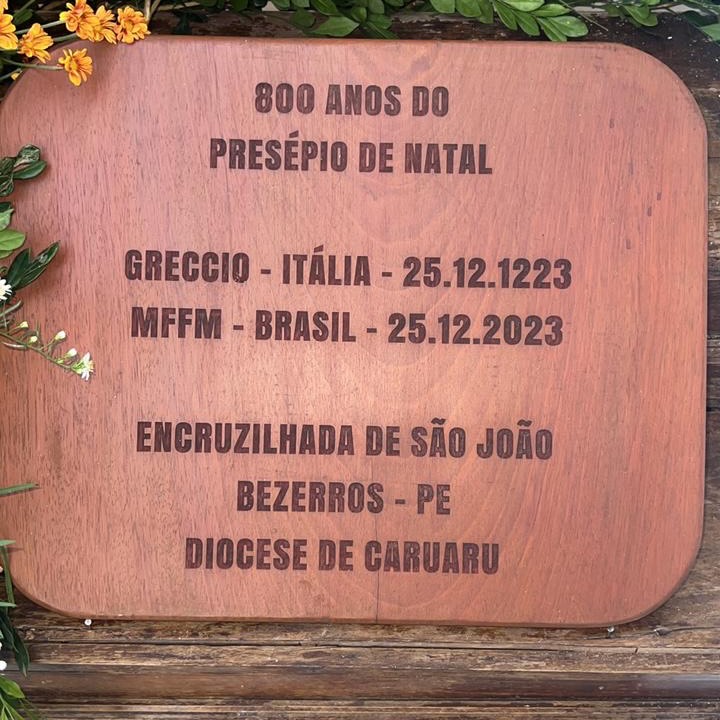 800 ANOS DO
PRESÉPIO DE NATAL
GRECCIO - ITÁLIA - 25.12.1223
MFFM - BRASIL - 25.12.2023
ENCRUZILHADA DE SÃO JOÃO
BEZERROS - PE
DIOCESE DE CARUARU